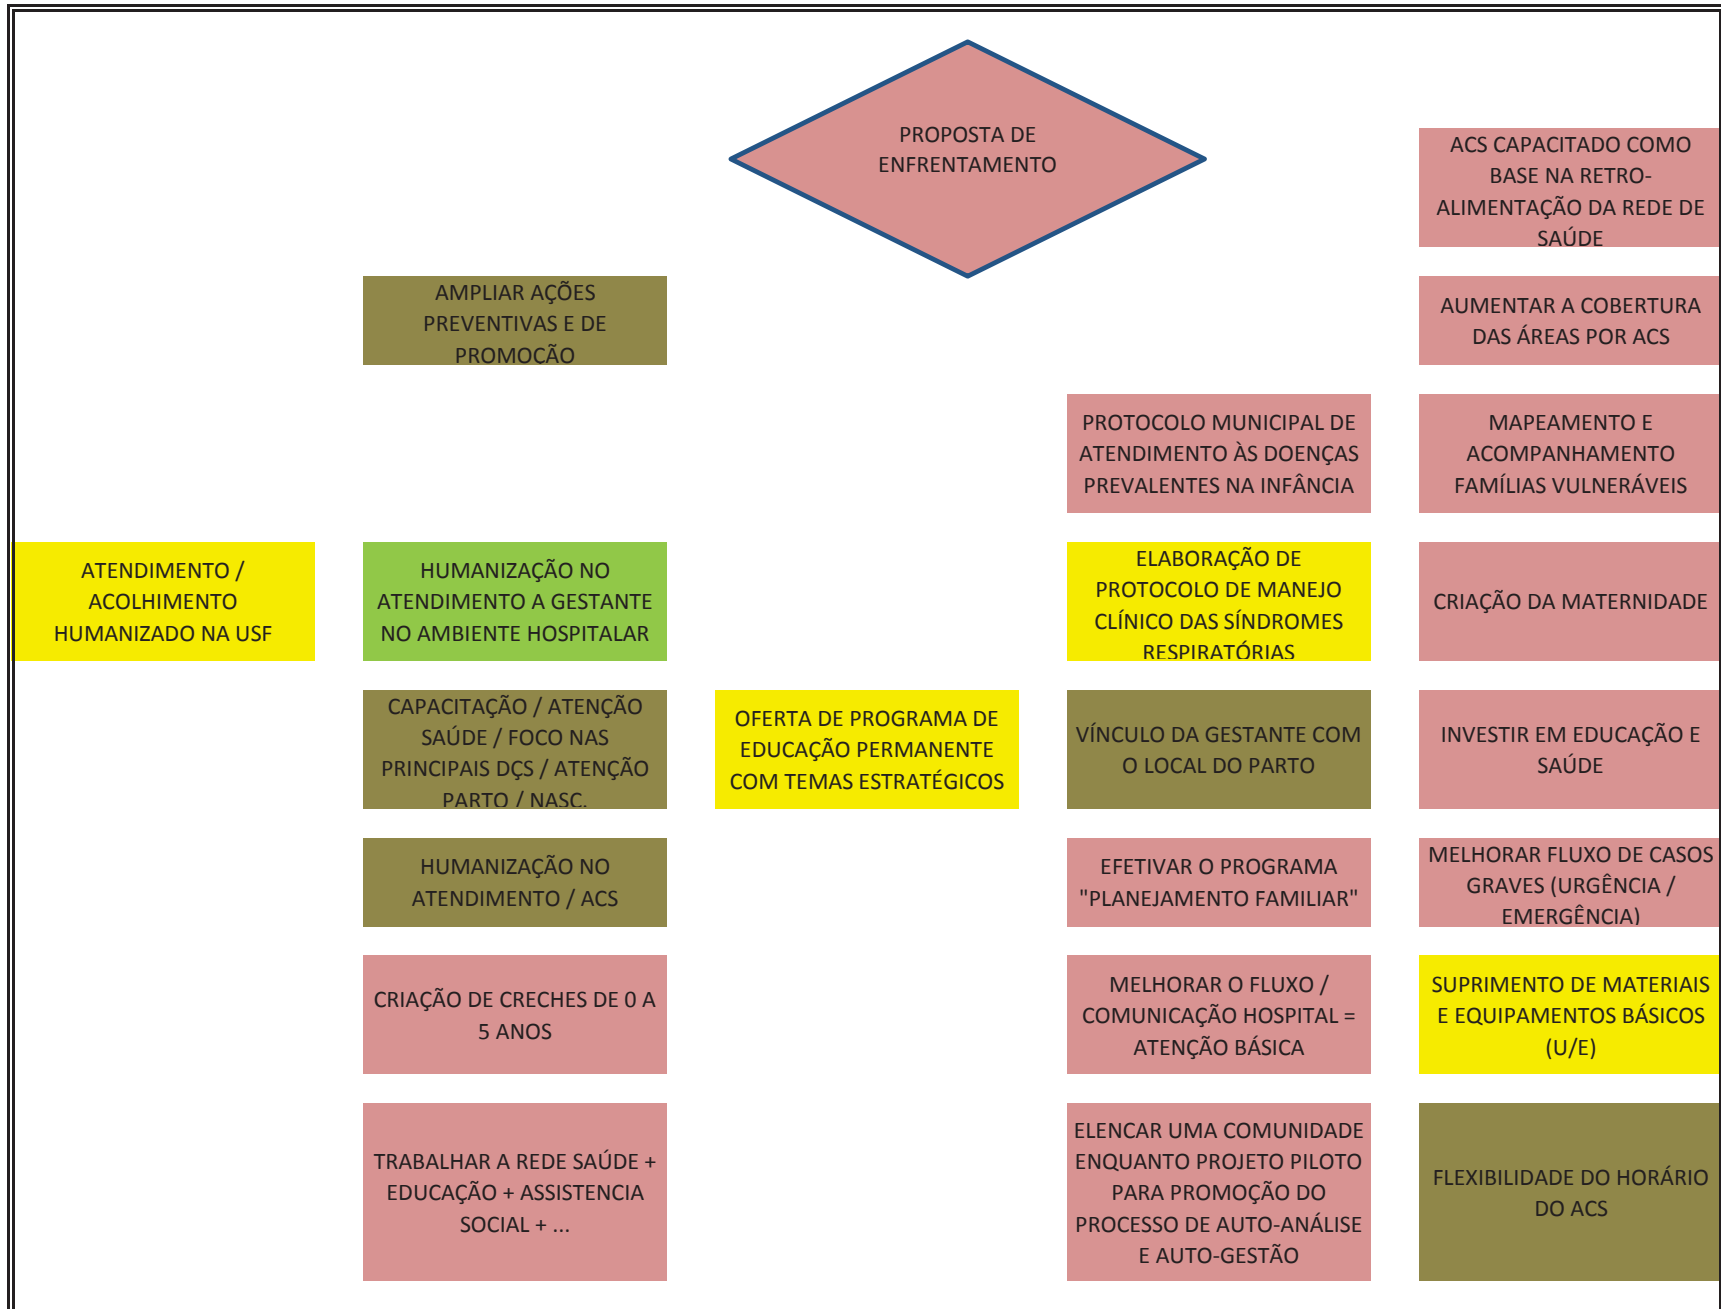 PROPOSTA DE
ENFRENTAMENTO
ACS CAPACITADO COMO
BASE NA RETRO-
ALIMENTAÇÃO DA REDE DE
SAÚDE
AMPLIAR AÇÕES
PREVENTIVAS E DE
PROMOÇÃO
AUMENTAR A COBERTURA
DAS ÁREAS POR ACS
PROTOCOLO MUNICIPAL DE
ATENDIMENTO ÀS DOENÇAS
PREVALENTES NA INFÂNCIA
MAPEAMENTO E
ACOMPANHAMENTO
FAMÍLIAS VULNERÁVEIS
ATENDIMENTO /
ACOLHIMENTO
HUMANIZADO NA USF
HUMANIZAÇÃO NO
ATENDIMENTO A GESTANTE
NO AMBIENTE HOSPITALAR
ELABORAÇÃO DE
PROTOCOLO DE MANEJO
CLÍNICO DAS SÍNDROMES
RESPIRATÓRIAS
CRIAÇÃO DA MATERNIDADE
CAPACITAÇÃO / ATENÇÃO
SAÚDE / FOCO NAS
PRINCIPAIS DÇS / ATENÇÃO
PARTO / NASC.
OFERTA DE PROGRAMA DE
EDUCAÇÃO PERMANENTE
COM TEMAS ESTRATÉGICOS
VÍNCULO DA GESTANTE COM
O LOCAL DO PARTO
INVESTIR EM EDUCAÇÃO E
SAÚDE
HUMANIZAÇÃO NO
ATENDIMENTO / ACS
EFETIVAR O PROGRAMA
"PLANEJAMENTO FAMILIAR"
MELHORAR FLUXO DE CASOS
GRAVES (URGÊNCIA /
EMERGÊNCIA)
CRIAÇÃO DE CRECHES DE 0 A
5 ANOS
MELHORAR O FLUXO /
COMUNICAÇÃO HOSPITAL =
ATENÇÃO BÁSICA
SUPRIMENTO DE MATERIAIS
E EQUIPAMENTOS BÁSICOS
(U/E)
TRABALHAR A REDE SAÚDE +
EDUCAÇÃO + ASSISTENCIA
SOCIAL + ...
ELENCAR UMA COMUNIDADE
ENQUANTO PROJETO PILOTO
PARA PROMOÇÃO DO
PROCESSO DE AUTO-ANÁLISE
E AUTO-GESTÃO
FLEXIBILIDADE DO HORÁRIO
DO ACS